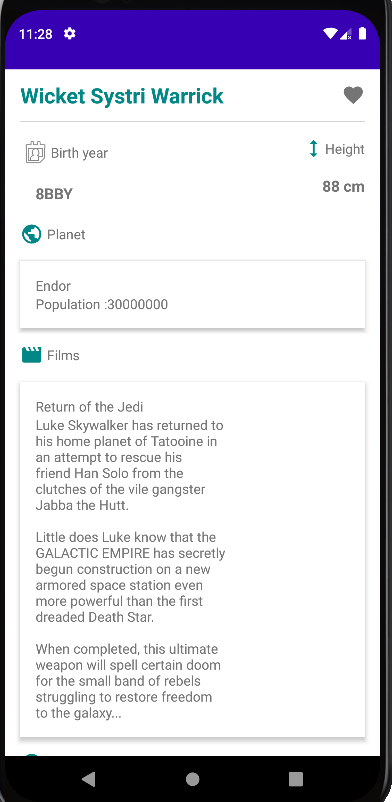 11:28
Wicket Systri Warrick
Birth year
Height
8BBY
88 cm
Planet
Endor
Population :30000000
Films
Return of the Jedi
Luke Skywalker has returned to
his home planet of Tatooine in
an attempt to rescue his
friend Han Solo from the
clutches of the vile gangster
Jabba the Hutt.
Little does Luke know that the
GALACTIC EMPIRE has secretly
begun construction on a new
armored space station even
more powerful than the first
dreaded Death Star.
When completed, this ultimate
weapon will spell certain doom
for the small band of rebels
struggling to restore freedom
to the galaxy...